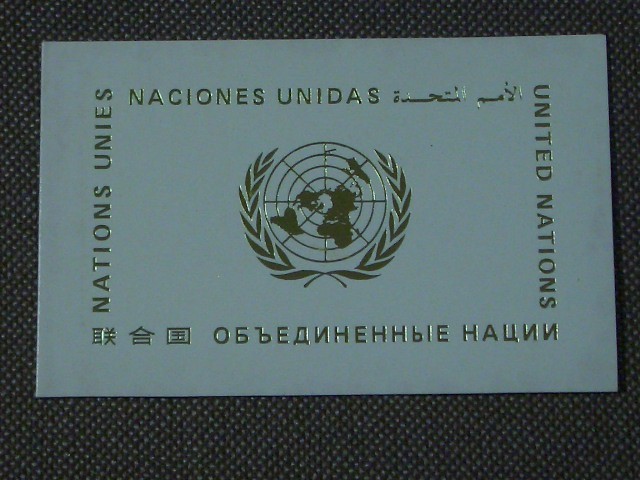 NACIONES UNIDAS الأمم المتحدة
NATIONS UNIES
UNITED NATIONS
联合国 ОБЪЕДИНЕННЫЕ НАЦИИ